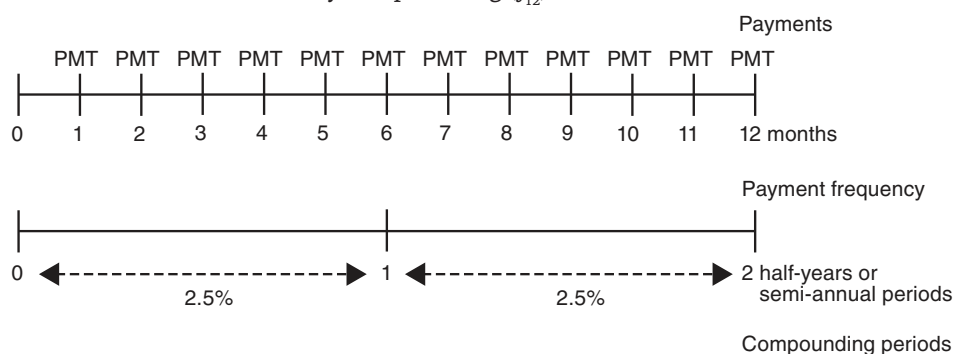 Payments
PMT PMT PMT PMT PMT PMT PMT PMT PMT PMT PMT PMT
0 1 2 3 4 5 6 7 8 9 10 11 12 months
Payment frequency
0 1 2 half-years or
2.5% 2.5% semi-annual periods
Compounding periods